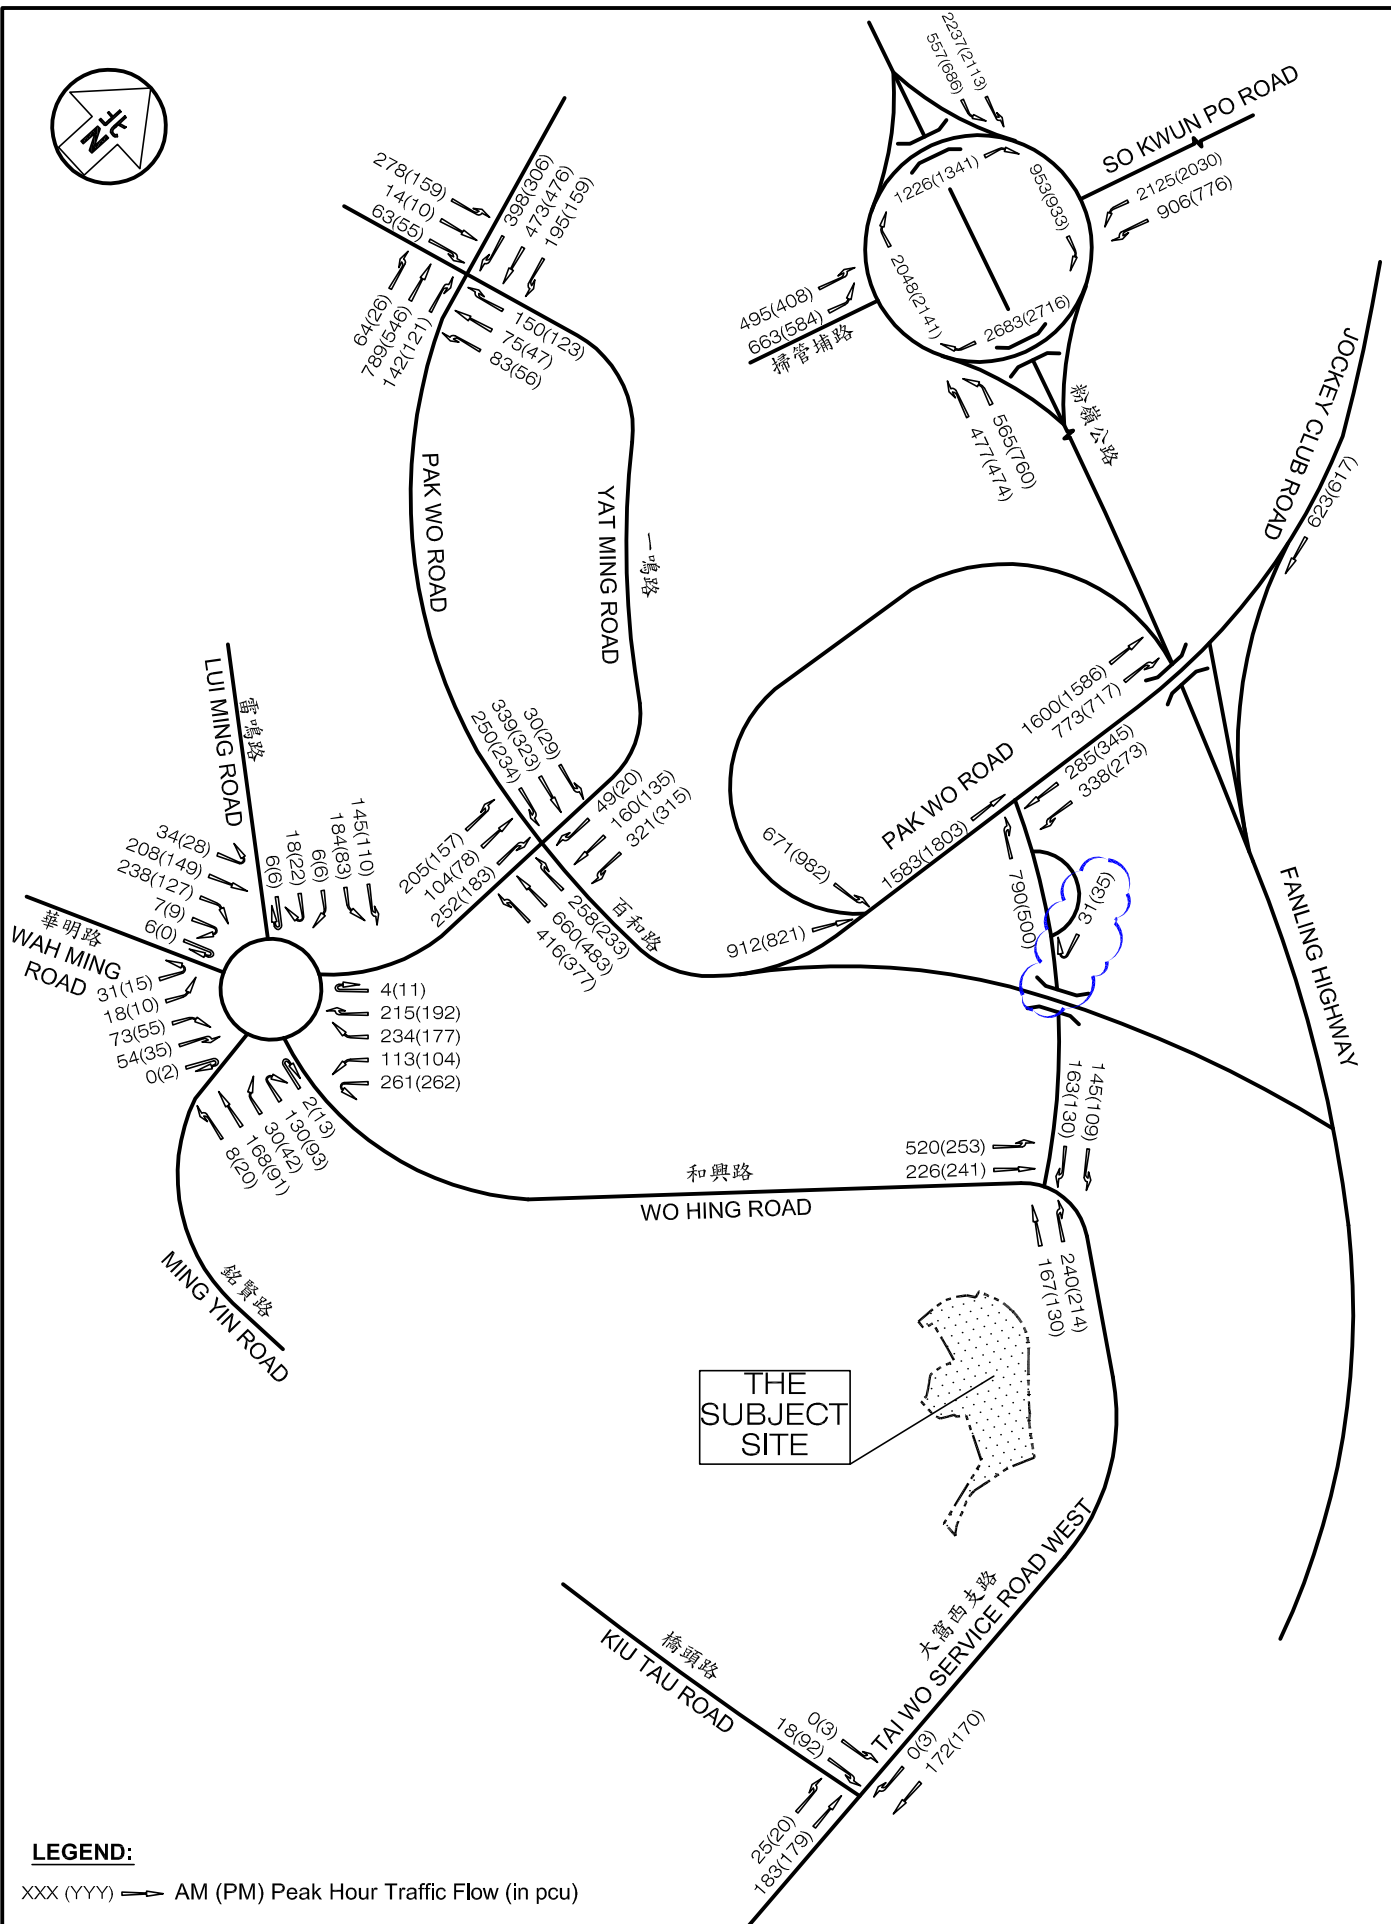 北
N
2237(2113)
557(686)
SO KWUN PO ROAD
2125(2030)
906(776)
1226(1341)
953(933)
2048(2141)
2683(2716)
495(408)
663(584)
掃管埔路
565(760)
477(474)
粉嶺公路
JOCKEY CLUB ROAD
623(617)
278(159)
14(10)
63(55)
398(306)
473(476)
195(159)
64(26)
789(546)
142(121)
150(123)
75(47)
83(56)
PAK WO ROAD
YAT MING ROAD
一鳴路
LUI MING ROAD
雷鳴路
30(29)
339(323)
250(234)
49(20)
160(135)
321(315)
205(157)
104(78)
252(183)
258(233)
660(483)
416(377)
百和路
1600(1586)
773(717)
PAK WO ROAD
285(345)
338(273)
671(982)
1583(1803)
912(821)
790(500)
31(35)
FANLING HIGHWAY
34(28)
208(149)
238(127)
7(9)
6(0)
6(6)
18(22)
6(6)
184(83)
145(110)
華明路
WAH MING
ROAD
31(15)
18(10)
73(55)
54(35)
0(2)
4(11)
215(192)
234(177)
113(104)
261(262)
2(13)
130(93)
30(42)
168(91)
8(20)
銘賢路
MING YIN ROAD
145(109)
163(130)
520(253)
226(241)
和興路
WO HING ROAD
240(214)
167(130)
THE
SUBJECT
SITE
大窩西支路
TAI WO SERVICE ROAD WEST
橋頭路
KIU TAU ROAD
0(3)
18(92)
0(3)
172(170)
25(20)
183(179)
LEGEND:
XXX (YYY) AM (PM) Peak Hour Traffic Flow (in pcu)